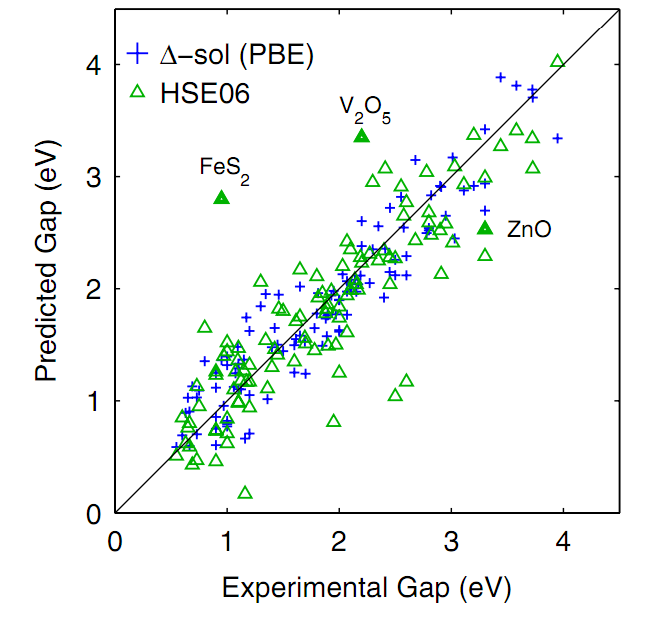 Δ−sol (PBE)
HSE06
V2O5
FeS2
ZnO
4
3
2
1
0
0 1 2 3 4
Predicted Gap (eV)
Experimental Gap (eV)